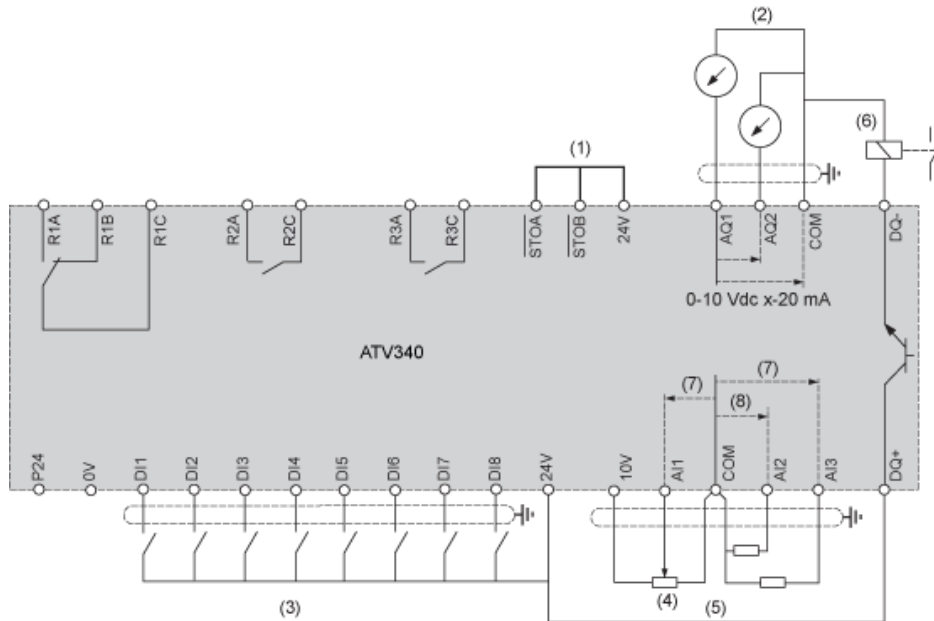 (2)
(6)
(1)
R1A R1B R1C R2A R2C R3A R3C STOA STOB 24V AQ1 AQ2 COM DQ-
0-10 Vdc x-20 mA
ATV340
(7) (7)
(8)
P24 0V DI1 DI2 DI3 DI4 DI5 DI6 DI7 DI8 24V 10V AI1 COM AI2 AI3 DQ+
(3) (4) (5)